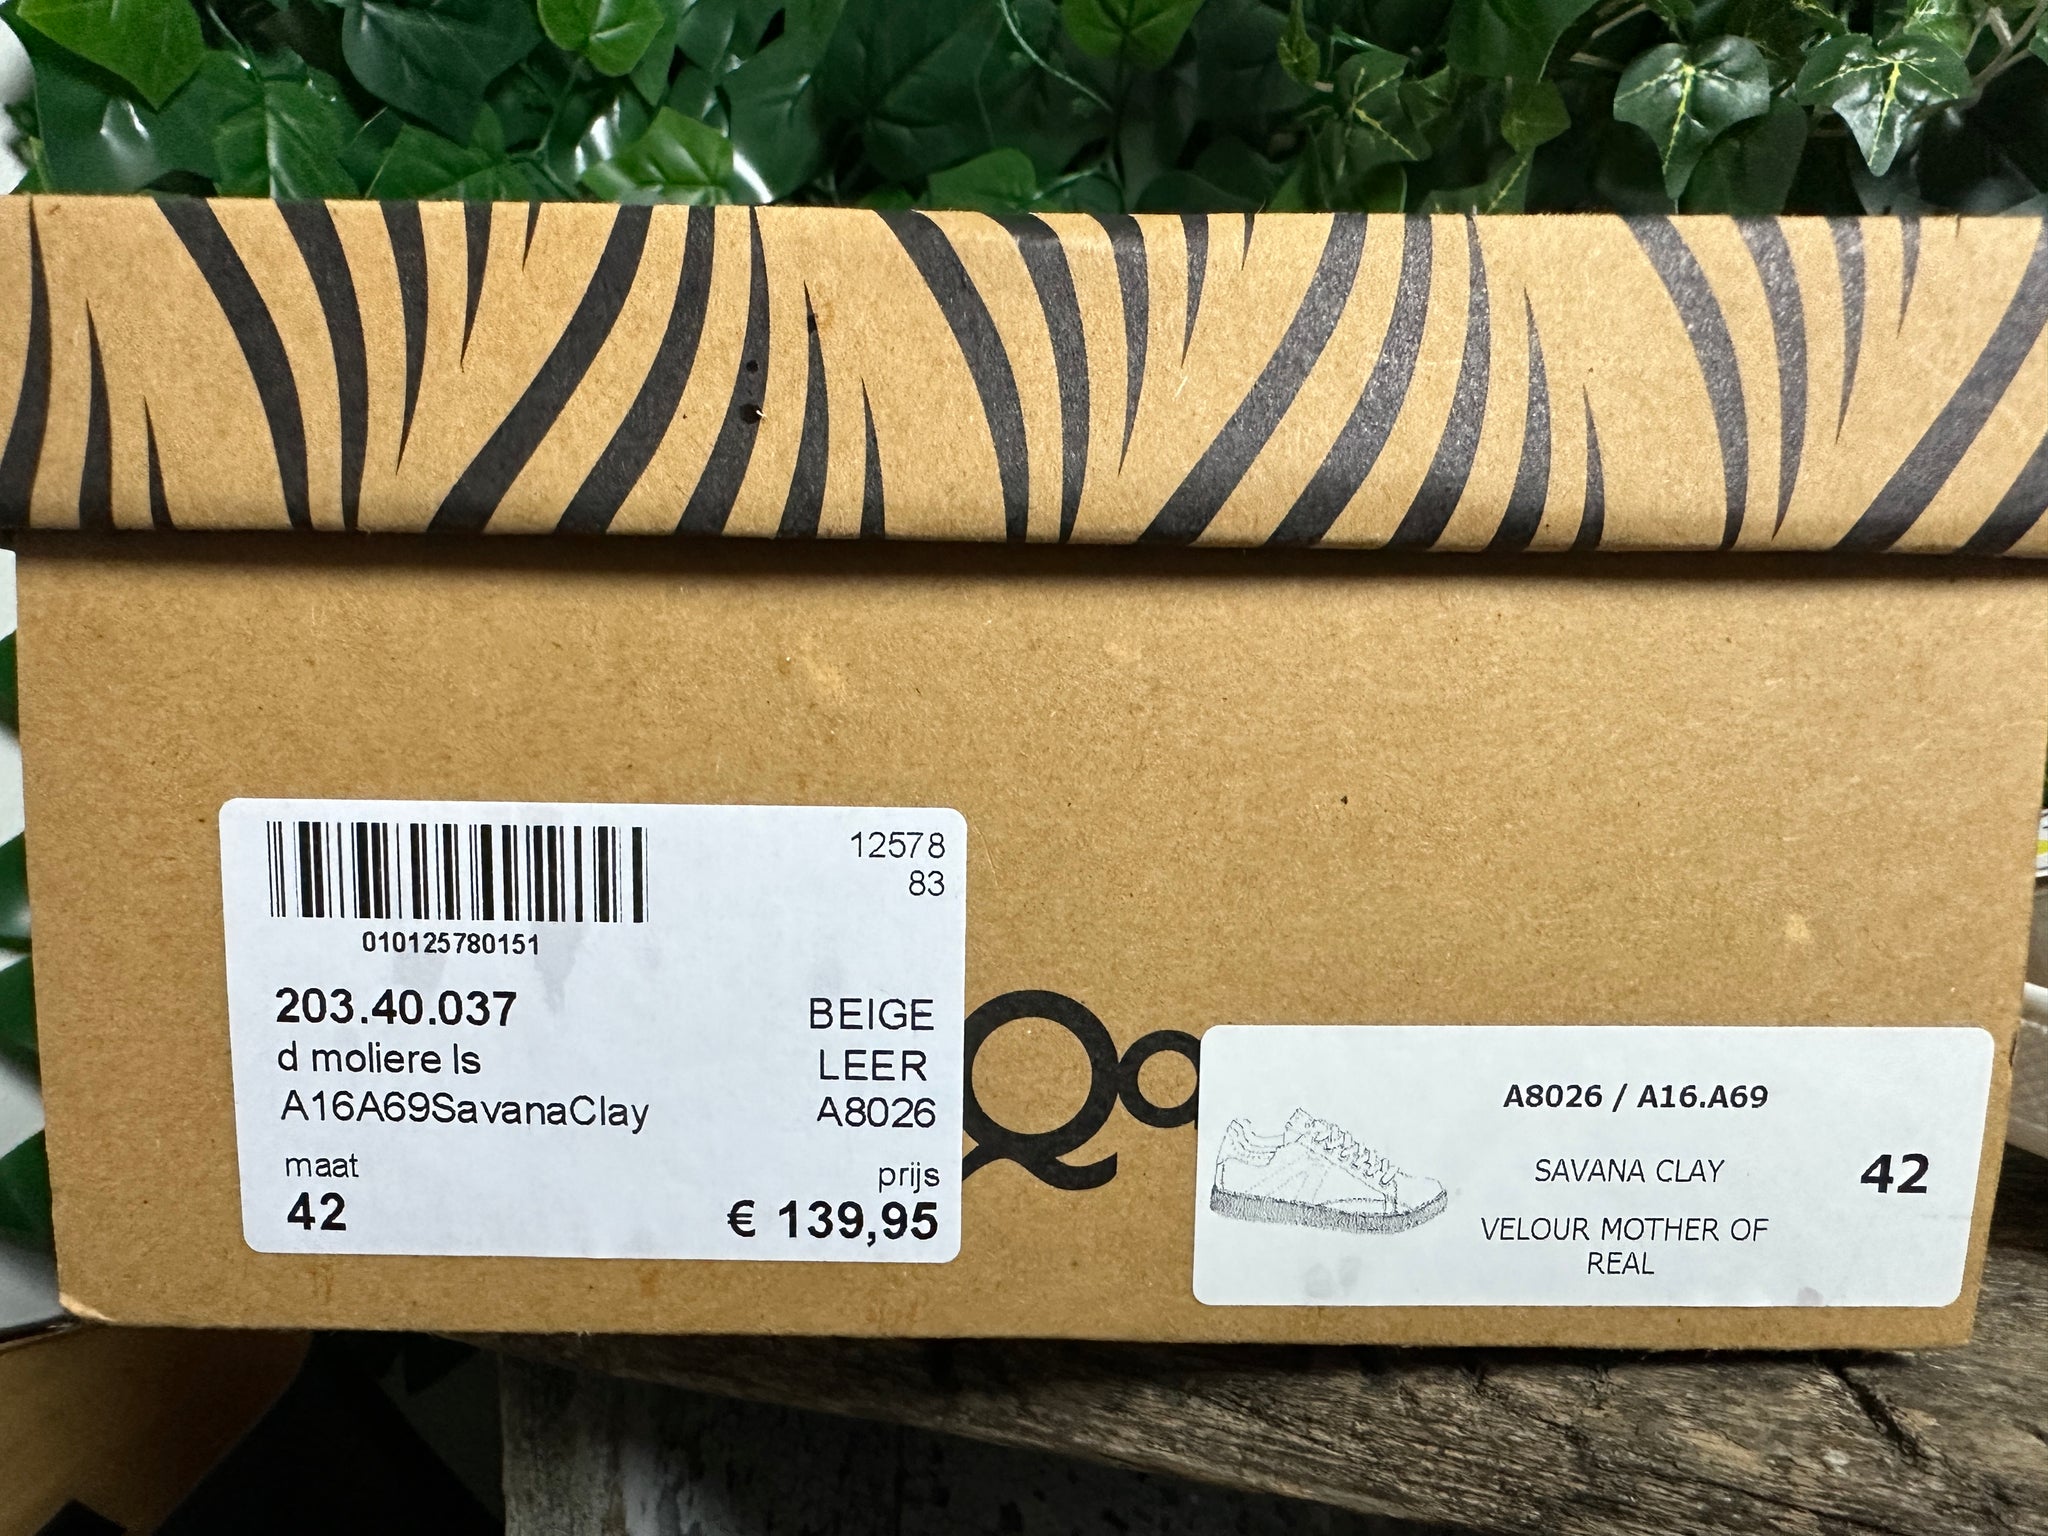 12578
83
010125780151
203.40.037 BEIGE
d moliere ls LEER
A16A69SavanaClay A8026
maat prijs
42 € 139,95
Qo
A8026 / A16.A69
SAVANA CLAY 42
VELOUR MOTHER OF
REAL